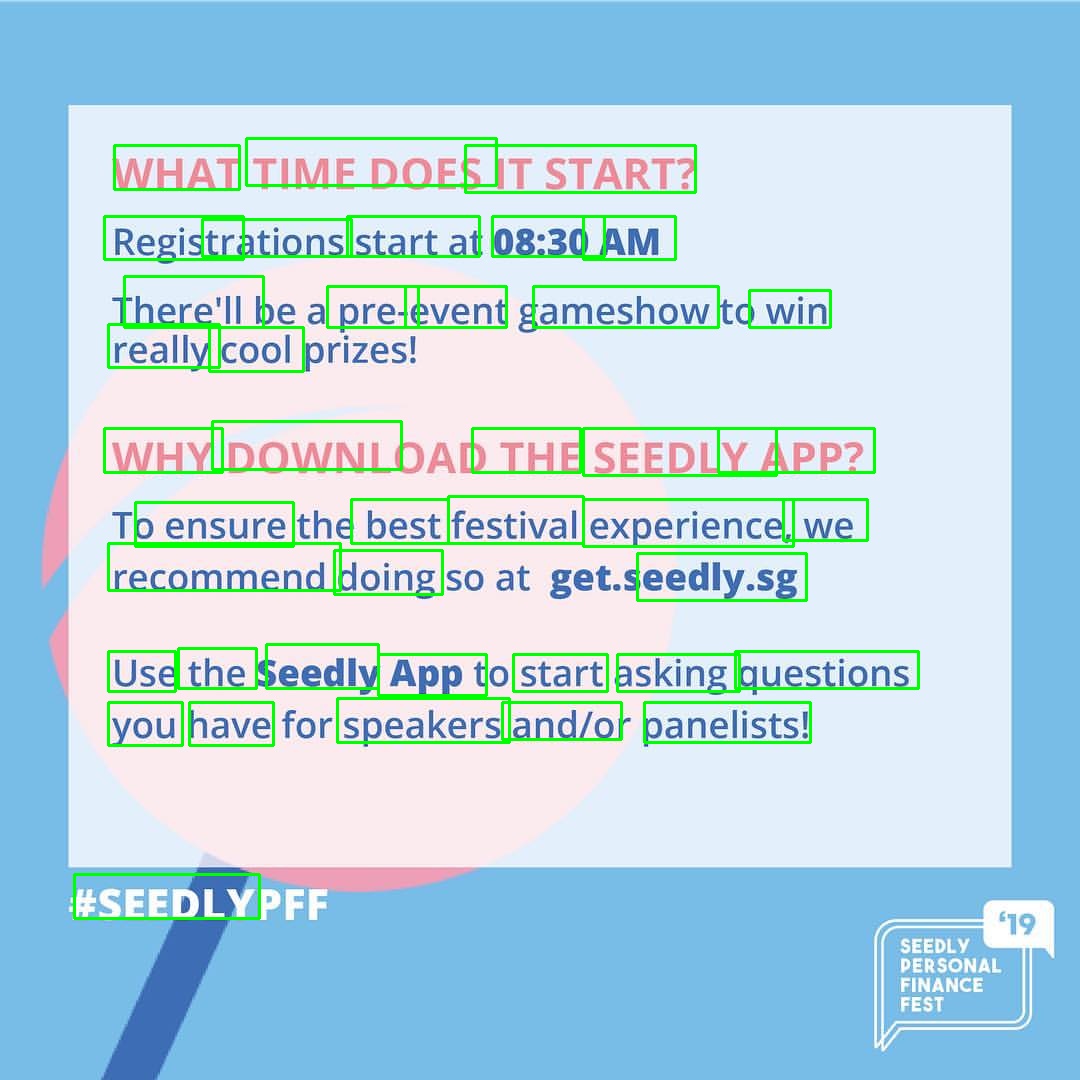 WHAT TIME DOES IT START?
Registrations start at 08:30 AM
There'll be a pre-event gameshow to win
really cool prizes!
WHY DOWNLOAD THE SEEDLY APP?
To ensure the best festival experience, we
recommend doing so at get.seedly.sg
Use the Seedly App to start asking questions
you have for speakers and/or panelists!
#SEEDLYPFF
‘19
SEEDLY
PERSONAL
FINANCE
FEST